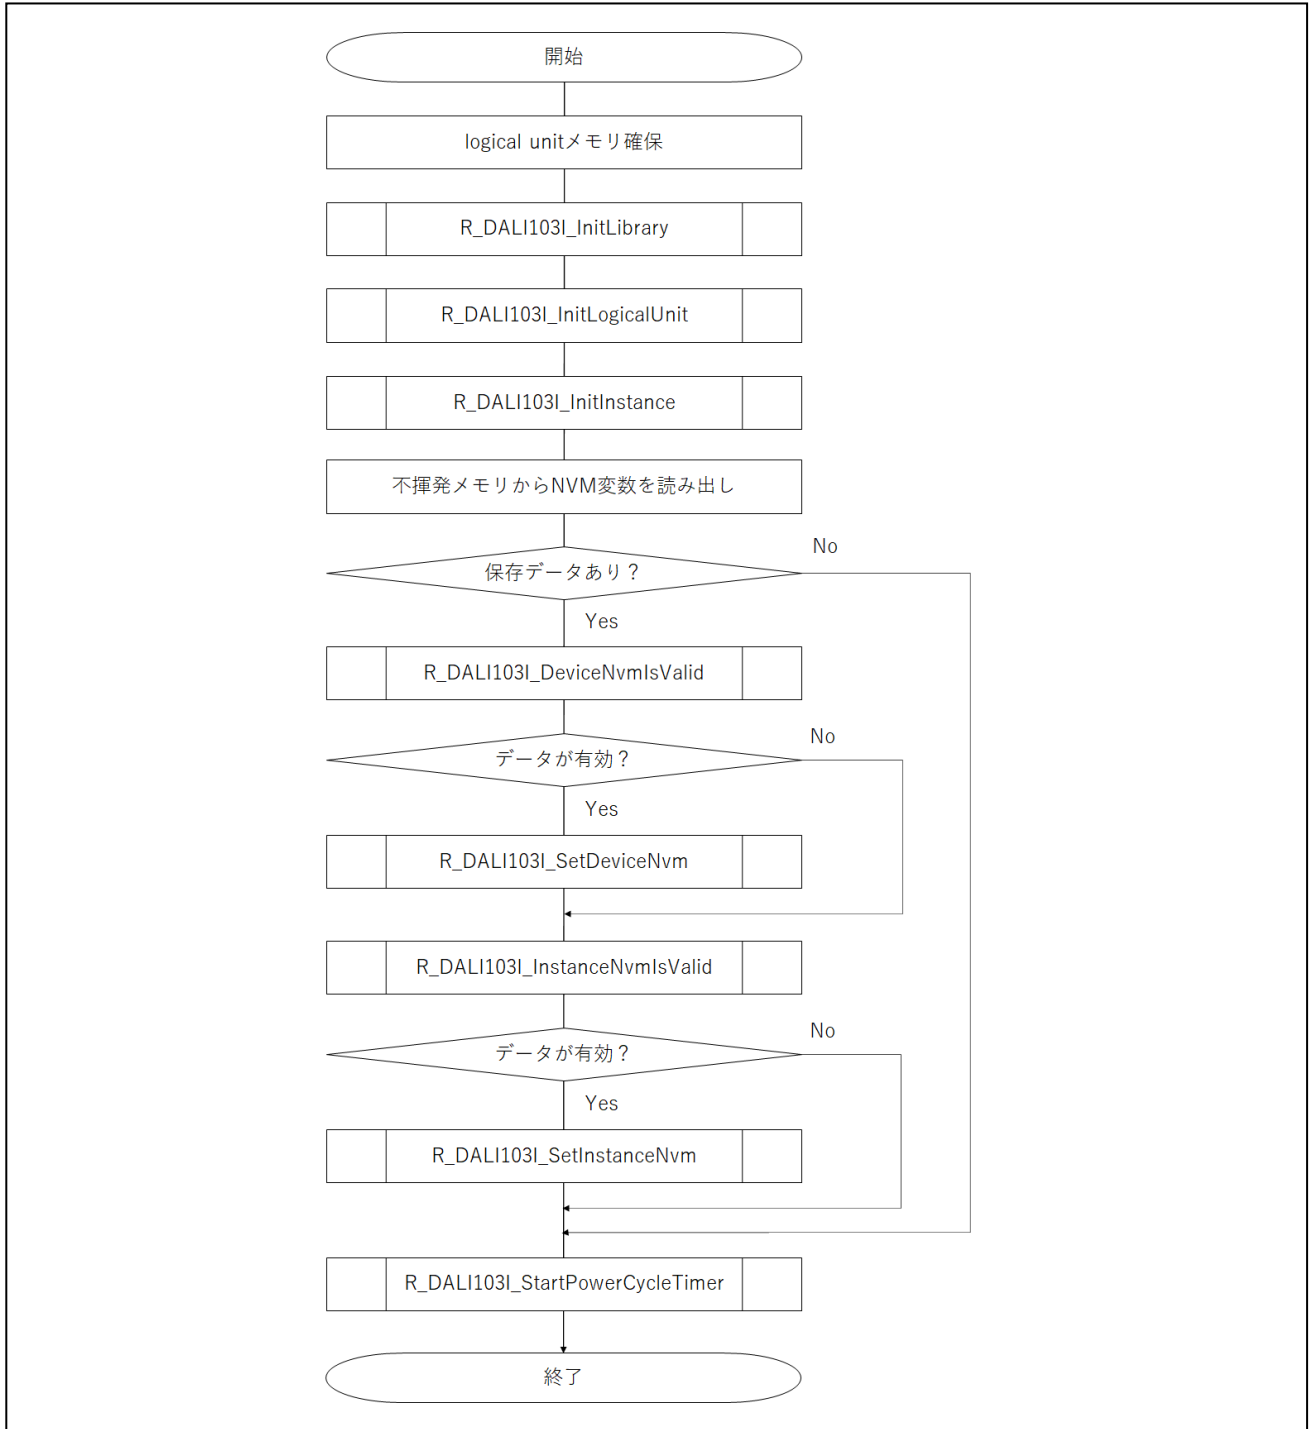 開始
logical unitメモリ確保
R_DALI103I_InitLibrary
R_DALI103I_InitLogicalUnit
R_DALI103I_InitInstance
不揮発メモリからNVM変数を読み出し
No
保存データあり？
Yes
R_DALI103I_DeviceNvmIsValid
No
データが有効？
Yes
R_DALI103I_SetDeviceNvm
R_DALI103I_InstanceNvmIsValid
No
データが有効？
Yes
R_DALI103I_SetInstanceNvm
R_DALI103I_StartPowerCycleTimer
終了